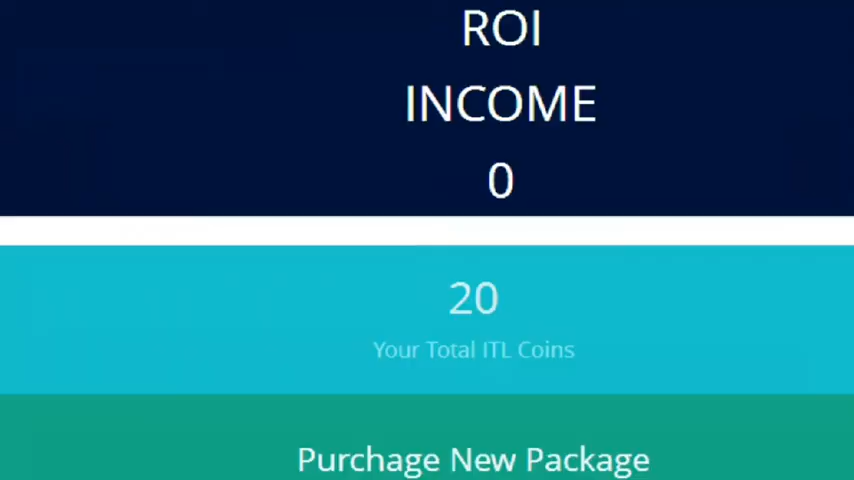 ROI
INCOME
0
20
Your Total ITL Coins
Purchage New Package